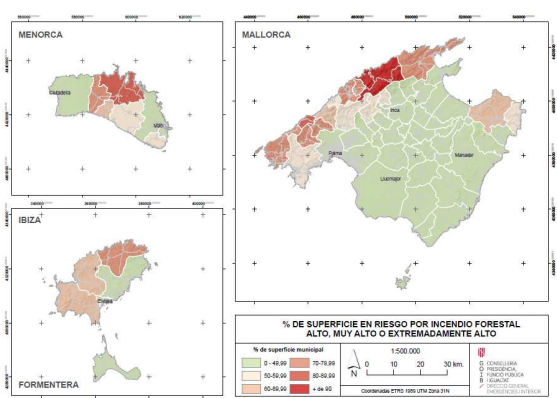 MENORCA
Ciutadella
Maó
MALLORCA
Inca
Palma
Manacor
Llucmajor
IBIZA
Eivissa
FORMENTERA
% DE SUPERFICIE EN RIESGO POR INCENDIO FORESTAL
ALTO, MUY ALTO O EXTREMADAMENTE ALTO
% de superficie municipal
0 - 49,99
50-59,99
60-69,99
70-79,99
80-89,99
+ de 90
1:500.000
0 10 20 30 km.
N
Coordenadas ETRS 1989 UTM Zona 31N
G CONSELLERIA
O PRESIDÈNCIA,
I FUNCIÓ PÚBLICA
B I IGUALTAT
DIRECCIÓ GENERAL
EMERGÈNCIES I INTERIOR